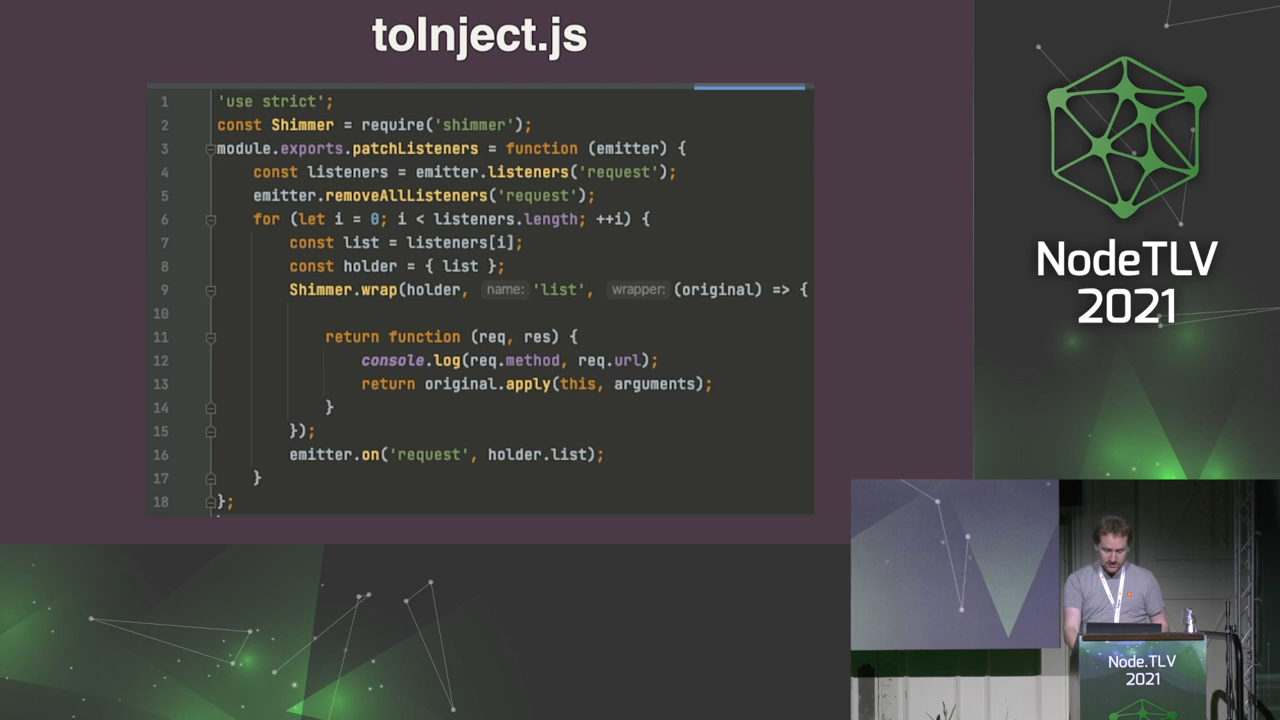 toInject.js
1 'use strict';
2 const Shimmer = require('shimmer');
3 module.exports.patchListeners = function (emitter) {
4 const listeners = emitter.listeners('request');
5 emitter.removeAllListeners('request');
6 for (let i = 0; i < listeners.length; ++i) {
7 const list = listeners[i];
8 const holder = { list };
9 Shimmer.wrap(holder, name: 'list', wrapper: (original) => {
10
11 return function (req, res) {
12 console.log(req.method, req.url);
13 return original.apply(this, arguments);
14 }
15 });
16 emitter.on('request', holder.list);
17 }
18 };
NodeTLV
2021
Node.TLV
2021